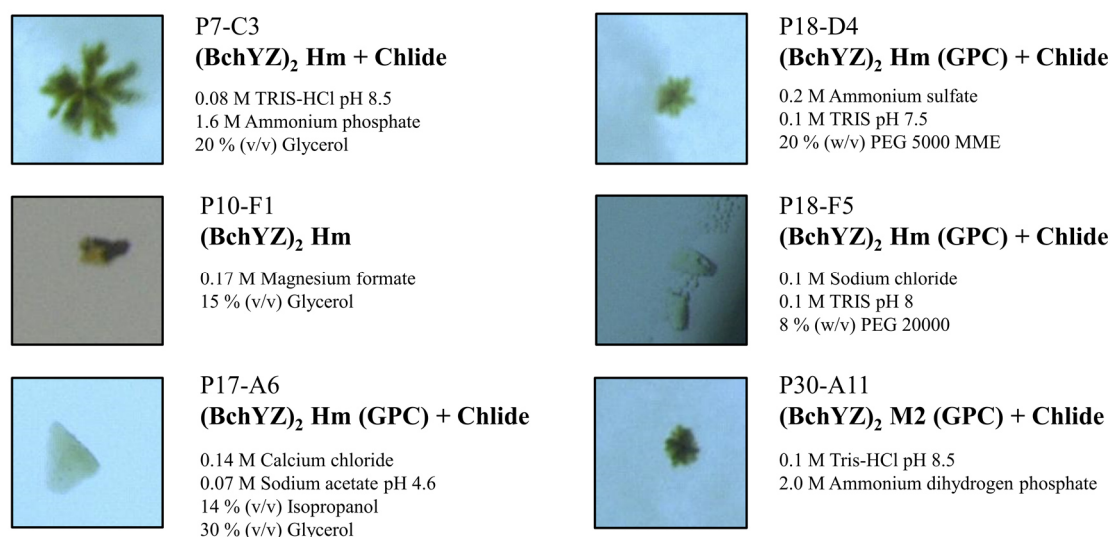 P7-C3
(BchYZ)₂ Hm + Chlide
0.08 M TRIS-HCl pH 8.5
1.6 M Ammonium phosphate
20 % (v/v) Glycerol
P10-F1
(BchYZ)₂ Hm
0.17 M Magnesium formate
15 % (v/v) Glycerol
P17-A6
(BchYZ)₂ Hm (GPC) + Chlide
0.14 M Calcium chloride
0.07 M Sodium acetate pH 4.6
14 % (v/v) Isopropanol
30 % (v/v) Glycerol
P18-D4
(BchYZ)₂ Hm (GPC) + Chlide
0.2 M Ammonium sulfate
0.1 M TRIS pH 7.5
20 % (w/v) PEG 5000 MME
P18-F5
(BchYZ)₂ Hm (GPC) + Chlide
0.1 M Sodium chloride
0.1 M TRIS pH 8
8 % (w/v) PEG 20000
P30-A11
(BchYZ)₂ M2 (GPC) + Chlide
0.1 M Tris-HCl pH 8.5
2.0 M Ammonium dihydrogen phosphate